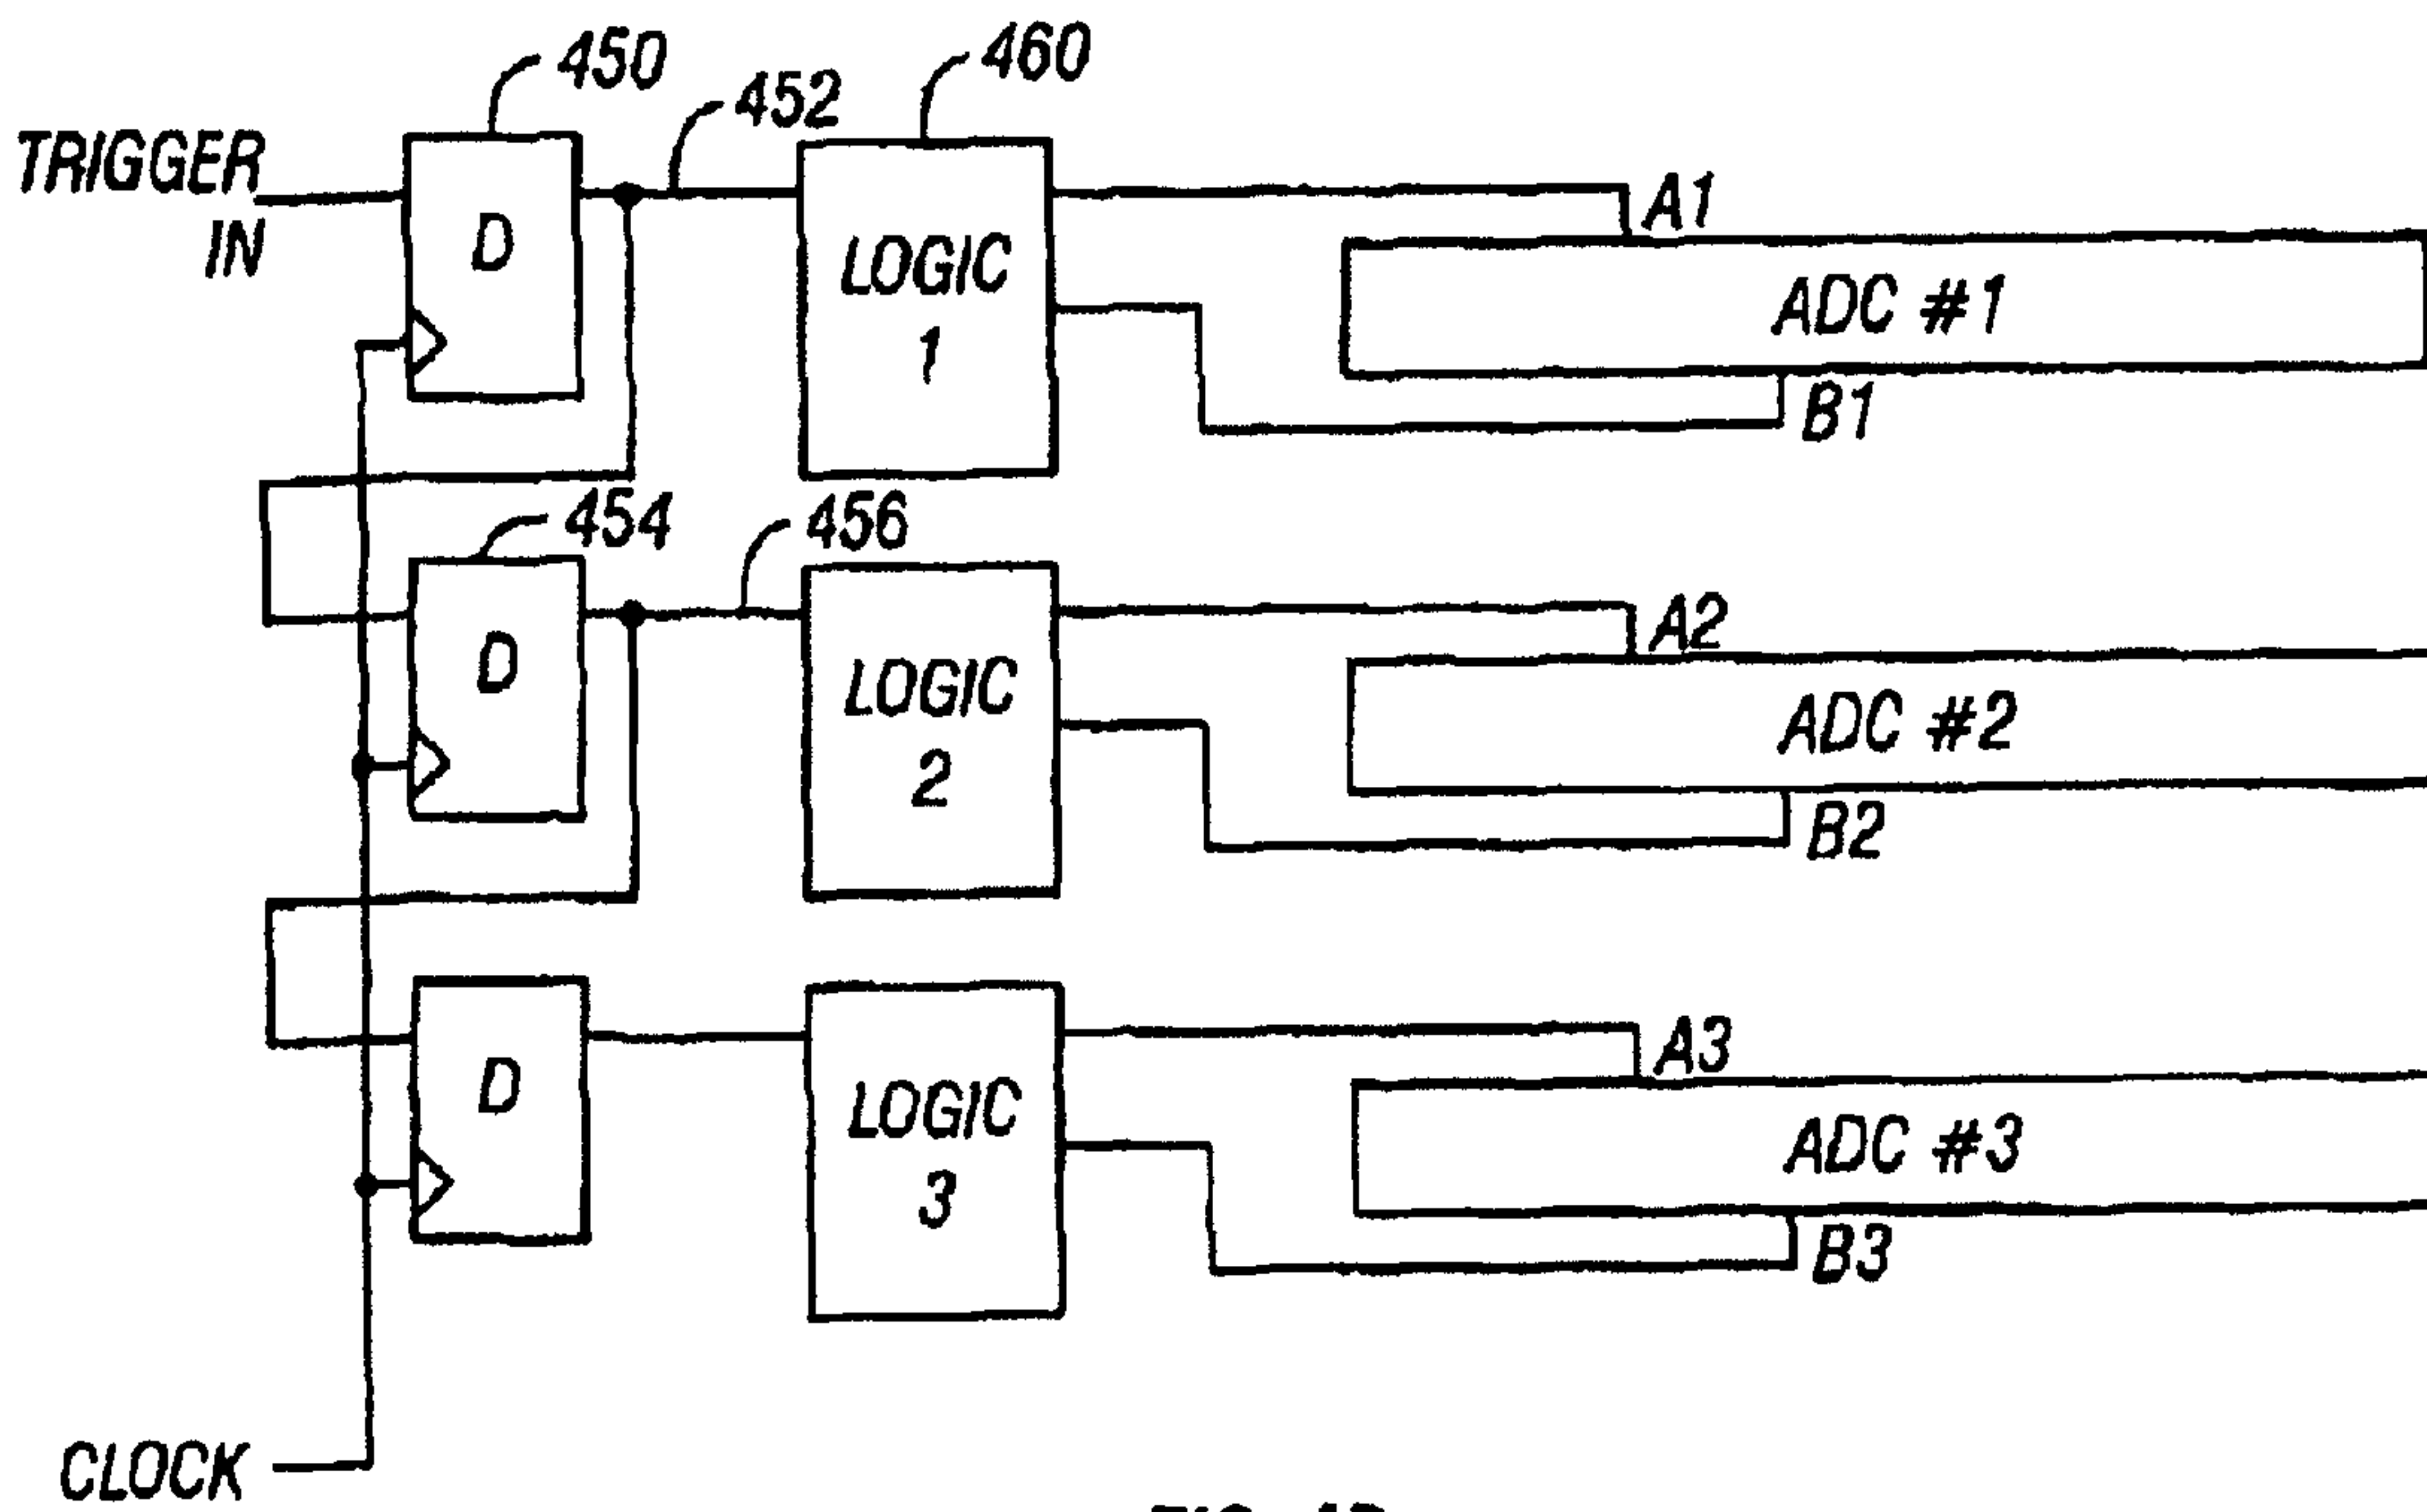 450
452
460
TRIGGER
IN
D
LOGIC
1
A1
ADC #1
B1
454
456
D
LOGIC
2
A2
ADC #2
B2
D
LOGIC
3
A3
ADC #3
B3
CLOCK